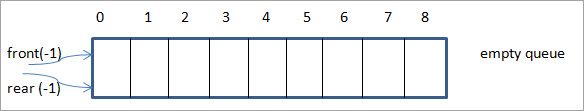 0 1 2 3 4 5 6 7 8
front(-1) empty queue
rear (-1)